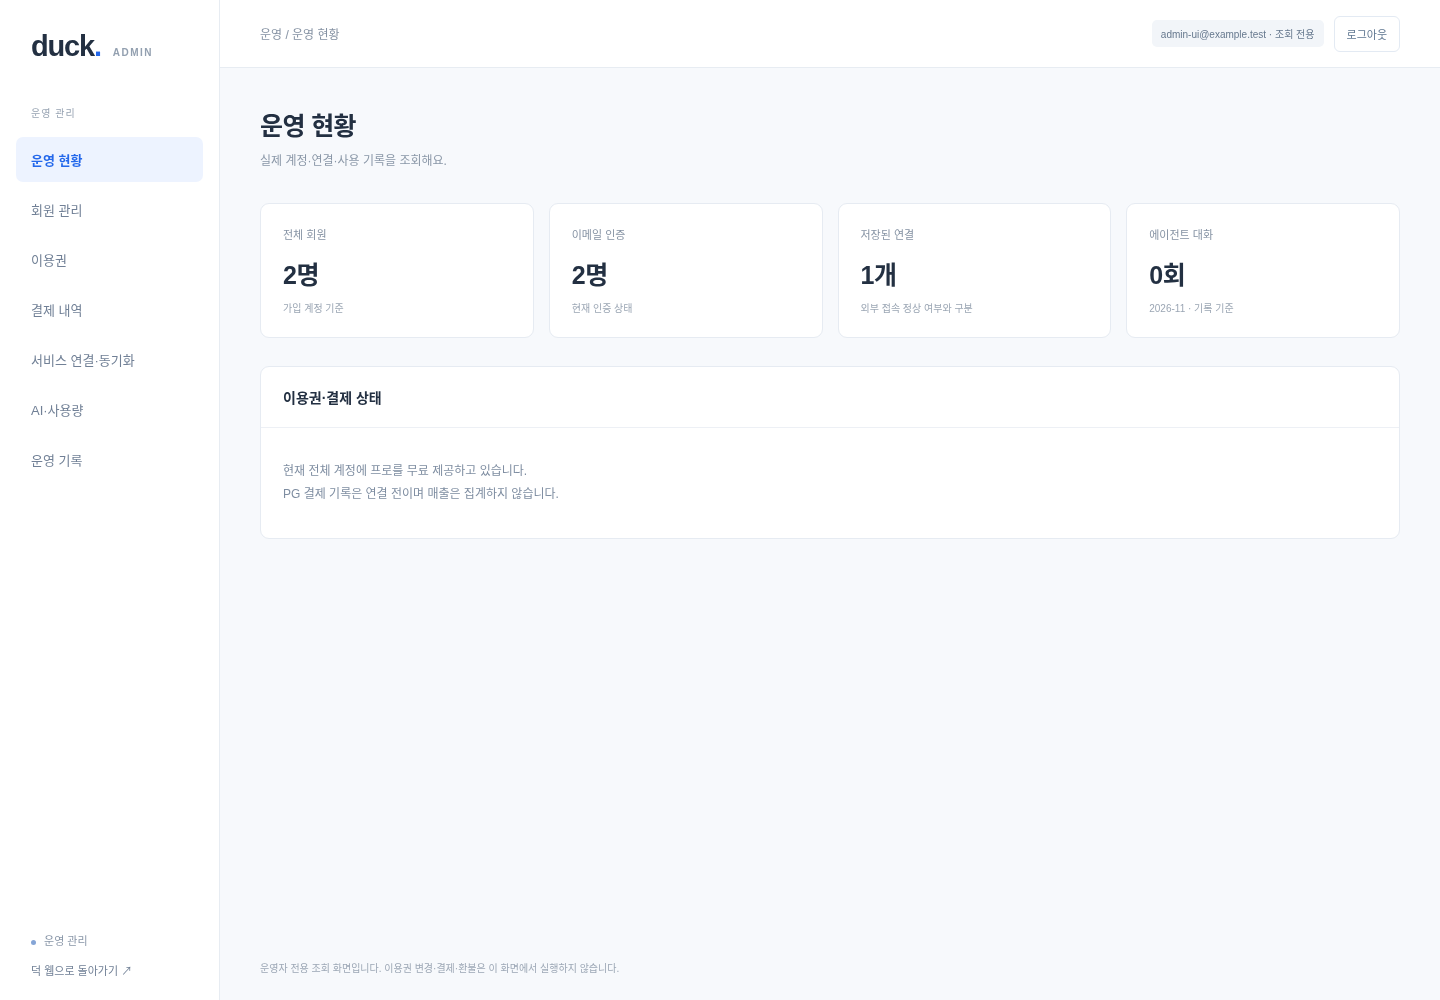 duck. ADMIN
운영 관리
운영 현황
회원 관리
이용권
결제 내역
서비스 연결·동기화
AI·사용량
운영 기록
운영 관리
덕 웹으로 돌아가기 ↗
운영 / 운영 현황
admin-ui@example.test · 조회 전용
로그아웃
운영 현황
실제 계정·연결·사용 기록을 조회해요.
전체 회원
2명
가입 계정 기준
이메일 인증
2명
현재 인증 상태
저장된 연결
1개
외부 접속 정상 여부와 구분
에이전트 대화
0회
2026-11 · 기록 기준
이용권·결제 상태
현재 전체 계정에 프로를 무료 제공하고 있습니다.
PG 결제 기록은 연결 전이며 매출은 집계하지 않습니다.
운영자 전용 조회 화면입니다. 이용권 변경·결제·환불은 이 화면에서 실행하지 않습니다.